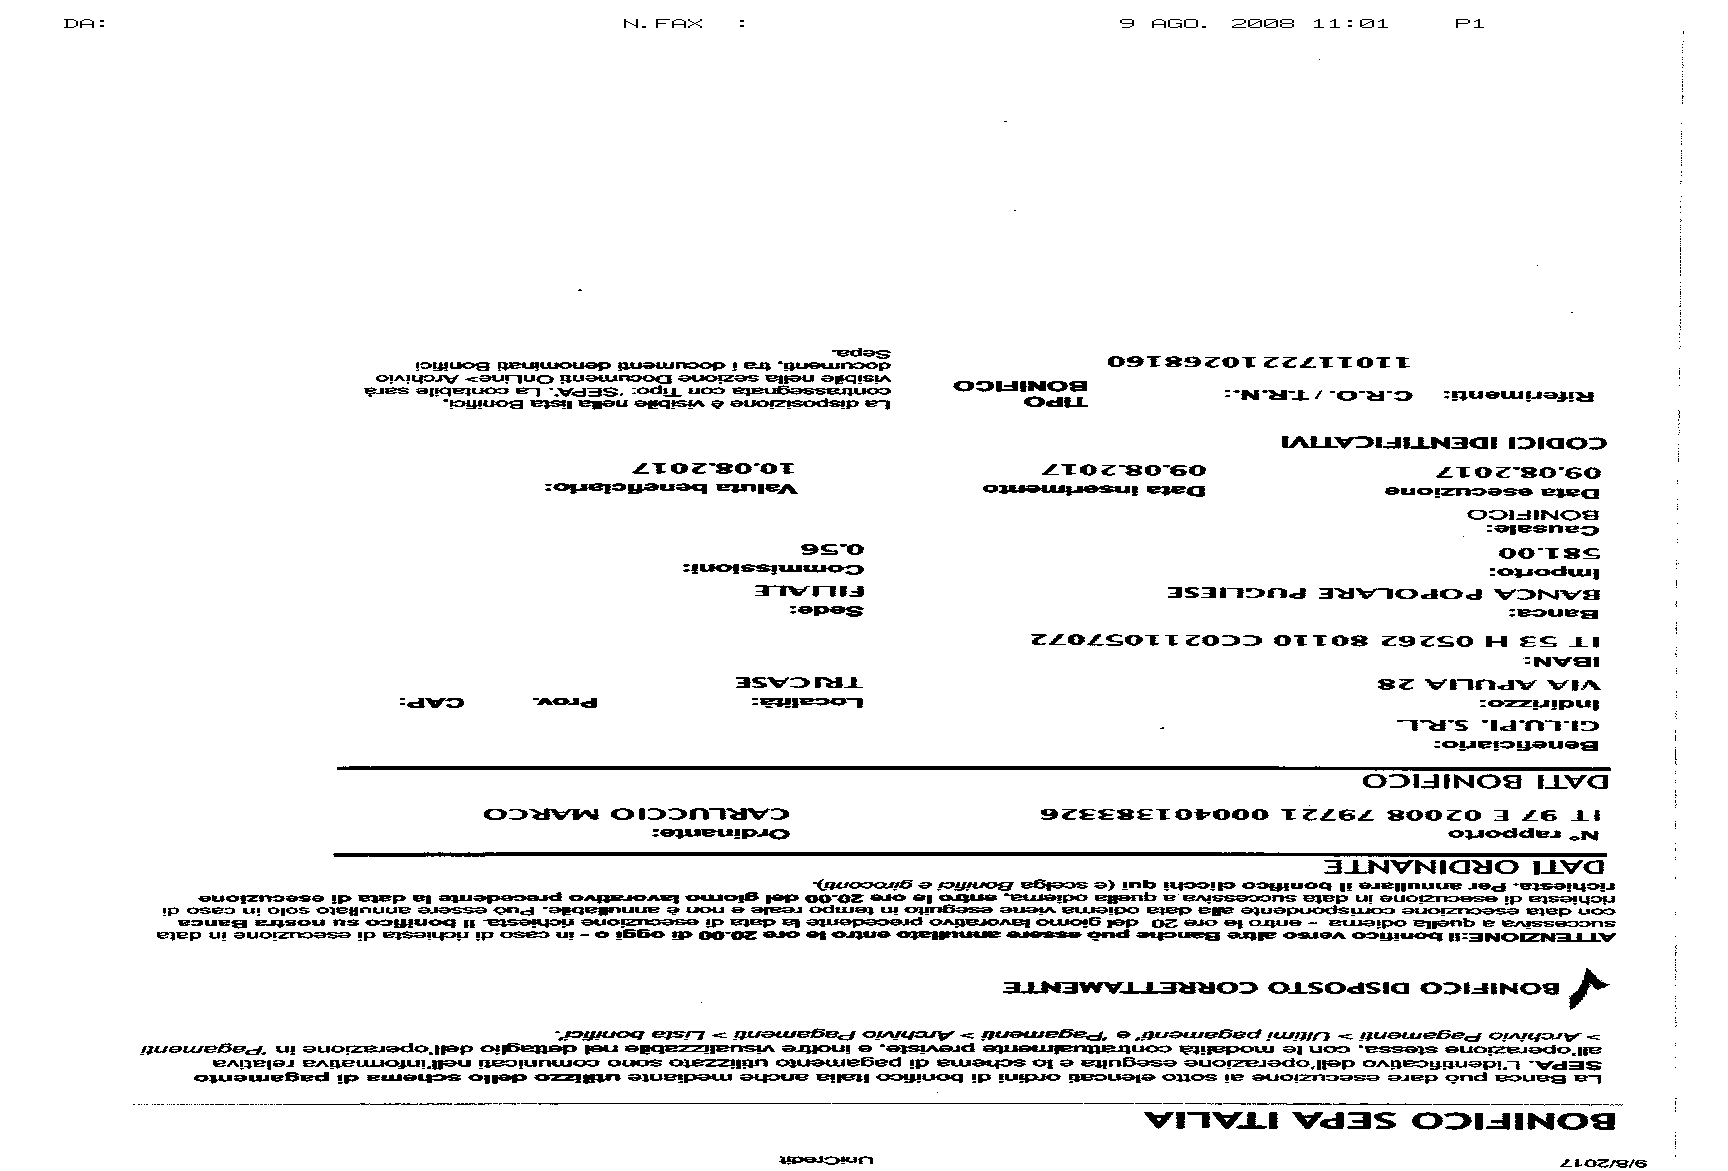 DA: N.FAX : 9 AGO. 2008 11:01 P1
9/8/2017 UniCredit
BONIFICO SEPA ITALIA
La Banca può dare esecuzione ai sotto elencati ordini di bonifico Italia anche mediante utilizzo dello schema di pagamento
SEPA. L'identificativo dell'operazione eseguita e lo schema di pagamento utilizzato sono comunicati nell'informativa relativa
all'operazione stessa, con le modalità contrattualmente previste, e inoltre visualizzabile nel dettaglio dell'operazione in 'Pagamenti
> Archivio Pagamenti > Ultimi pagamenti' e 'Pagamenti > Archivio Pagamenti > Lista bonifici'.
BONIFICO DISPOSTO CORRETTAMENTE
ATTENZIONE:il bonifico verso altre Banche può essere annullato entro le ore 20.00 di oggi o - in caso di richiesta di esecuzione in data
successiva a quella odierna - entro le ore 20 del giorno lavorativo precedente la data di esecuzione richiesta. Il bonifico su nostra Banca
con data esecuzione corrispondente alla data odierna viene eseguito in tempo reale e non è annullabile. Può essere annullato solo in caso di
richiesta di esecuzione in data successiva a quella odierna, entro le ore 20.00 del giorno lavorativo precedente la data di esecuzione
richiesta. Per annullare il bonifico clicchi qui (e scelga Bonifici e giroconti).
DATI ORDINANTE
N° rapporto Ordinante:
IT 97 E 02008 79721 000401383326 CARLUCCIO MARCO
DATI BONIFICO
Beneficiario:
GI.LU.PI. S.R.L.
Indirizzo: Località: Prov. CAP:
VIA APULIA 28 TRICASE
IBAN:
IT 53 H 05262 80110 CC0211057072
Banca: Sede:
BANCA POPOLARE PUGLIESE FILIALE
Importo: Commissioni:
581.00 0.56
Causale:
BONIFICO
Data esecuzione Data inserimento Valuta beneficiario:
09.08.2017 09.08.2017 10.08.2017
CODICI IDENTIFICATIVI
Riferimenti: C.R.O. / T.R.N.: TIPO
BONIFICO
1101172210268160
La disposizione è visibile nella lista Bonifici,
contrassegnata con Tipo: 'SEPA'. La contabile sarà
visibile nella sezione Documenti OnLine> Archivio
documenti, tra i documenti denominati Bonifici
Sepa.